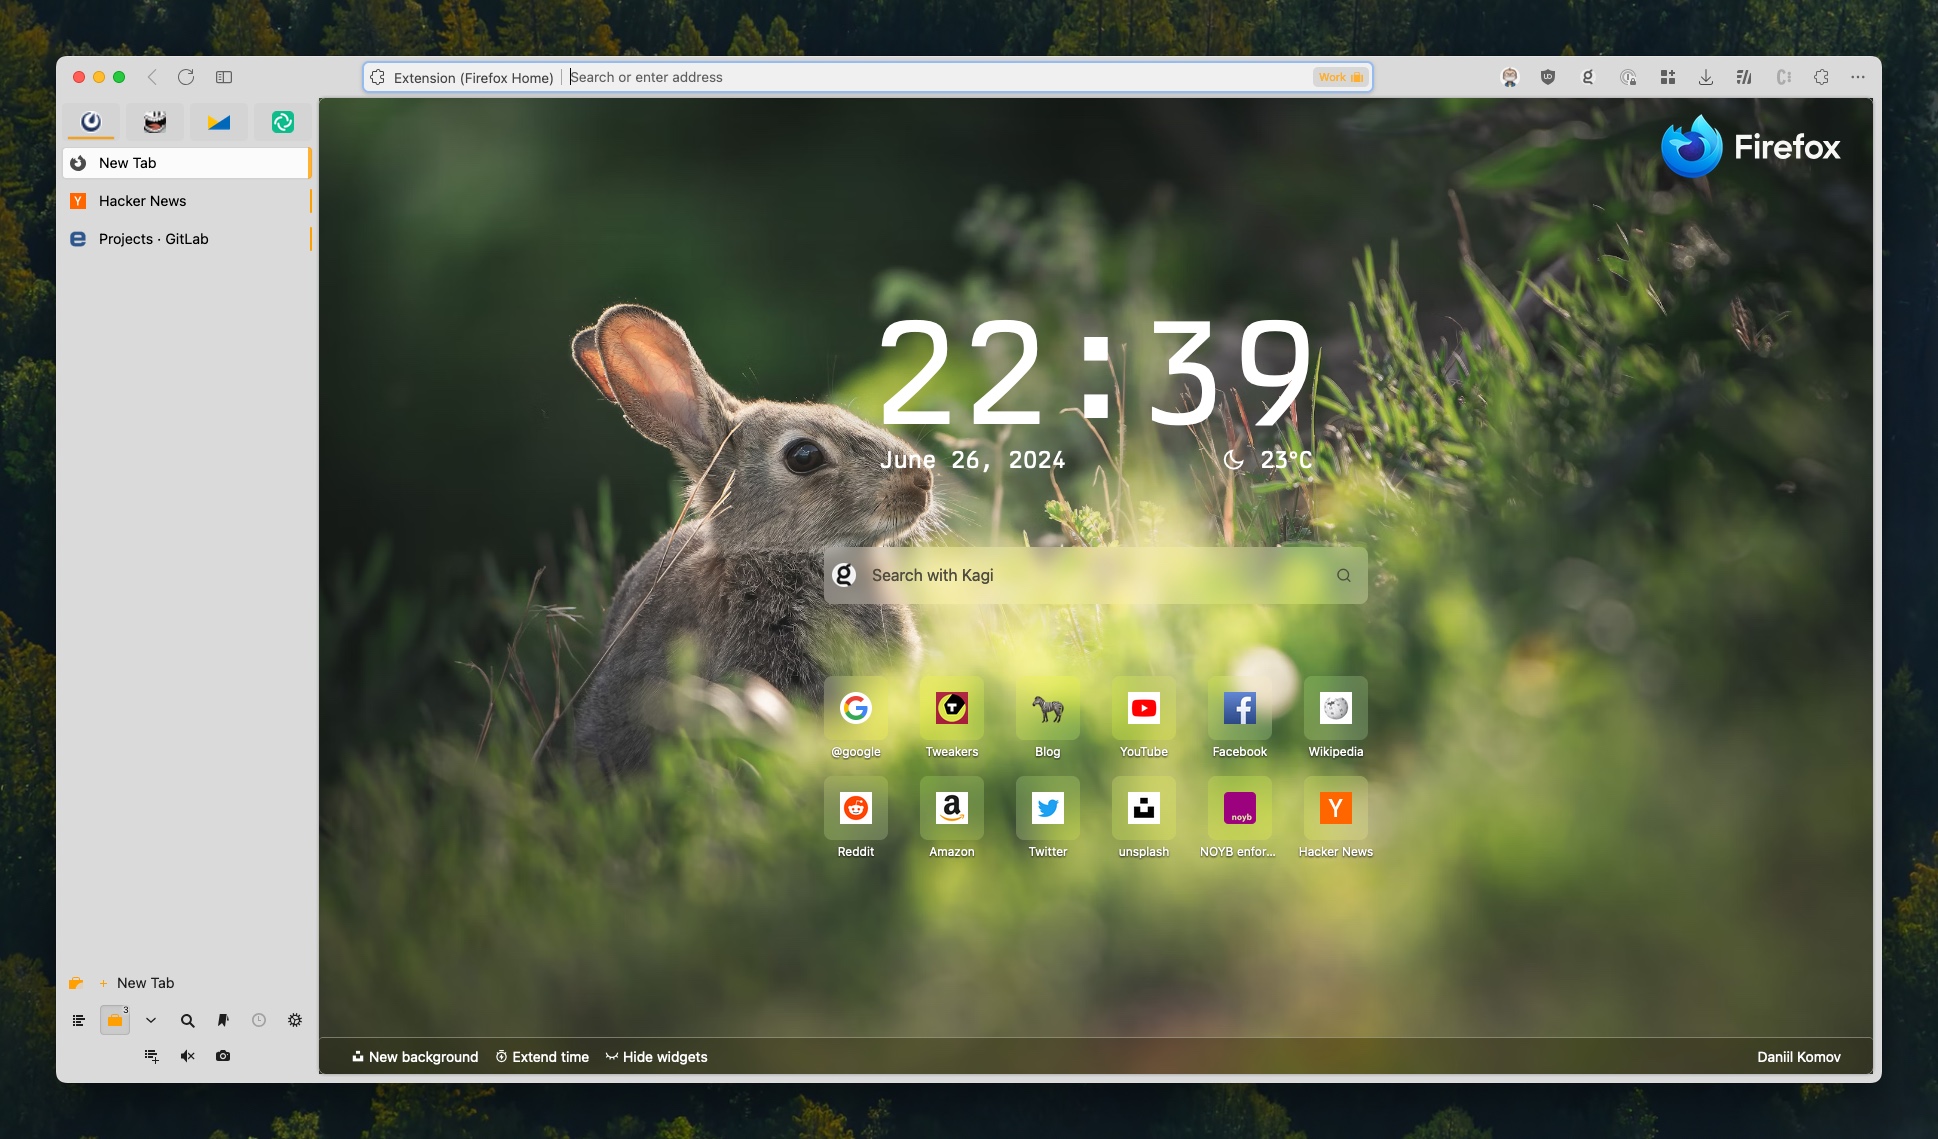 Extension (Firefox Home)
Search or enter address
Work
New Tab
Hacker News
Projects · GitLab
Firefox
22:39
June 26, 2024
23°C
Search with Kagi
@google
Tweakers
Blog
YouTube
Facebook
Wikipedia
Reddit
Amazon
Twitter
unsplash
NOYB enfor...
Hacker News
noyb
+ New Tab
3
New background
Extend time
Hide widgets
Daniil Komov